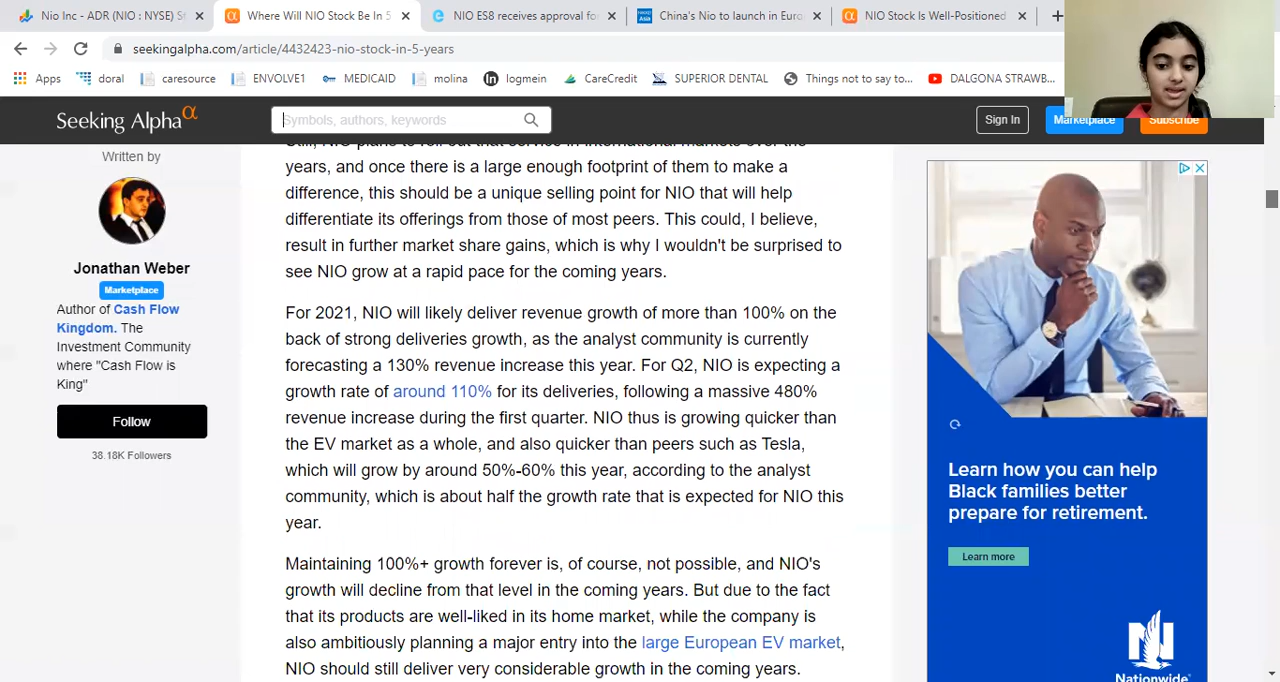 Nio Inc - ADR (NIO : NYSE) St
Where Will NIO Stock Be In 5
NIO ES8 receives approval for
China's Nio to launch in Euro
NIO Stock Is Well-Positioned
seekingalpha.com/article/4432423-nio-stock-in-5-years
Apps
doral
caresource
ENVOLVE1
MEDICAID
molina
logmein
CareCredit
SUPERIOR DENTAL
Things not to say to...
DALGONA STRAWB...
Seeking Alpha α
Symbols, authors, keywords
Sign In
Marketplace
Subscribe
Written by
Jonathan Weber
Marketplace
Author of Cash Flow
Kingdom. The
Investment Community
where "Cash Flow is
King"
Follow
38.18K Followers
Still, NIO plans to roll out that service in international markets over the
years, and once there is a large enough footprint of them to make a
difference, this should be a unique selling point for NIO that will help
differentiate its offerings from those of most peers. This could, I believe,
result in further market share gains, which is why I wouldn't be surprised to
see NIO grow at a rapid pace for the coming years.
For 2021, NIO will likely deliver revenue growth of more than 100% on the
back of strong deliveries growth, as the analyst community is currently
forecasting a 130% revenue increase this year. For Q2, NIO is expecting a
growth rate of around 110% for its deliveries, following a massive 480%
revenue increase during the first quarter. NIO thus is growing quicker than
the EV market as a whole, and also quicker than peers such as Tesla,
which will grow by around 50%-60% this year, according to the analyst
community, which is about half the growth rate that is expected for NIO this
year.
Maintaining 100%+ growth forever is, of course, not possible, and NIO's
growth will decline from that level in the coming years. But due to the fact
that its products are well-liked in its home market, while the company is
also ambitiously planning a major entry into the large European EV market,
NIO should still deliver very considerable growth in the coming years.
Learn how you can help
Black families better
prepare for retirement.
Learn more
N
Nationwide®